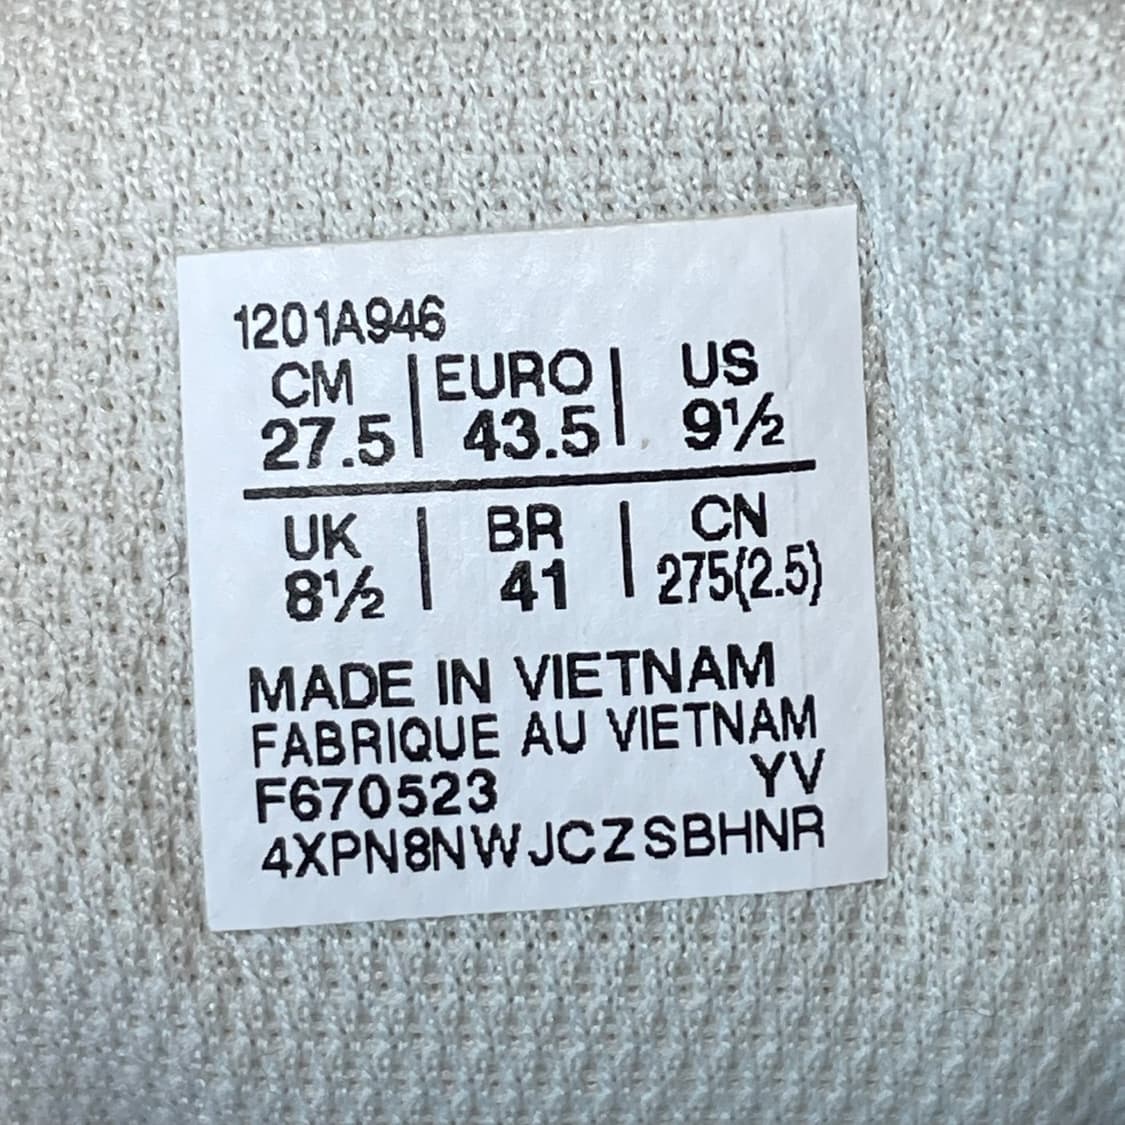 1201A946
CM | EURO | US
27.5 | 43.5 | 9½
UK | BR | CN
8½ | 41 | 275(2.5)
MADE IN VIETNAM
FABRIQUE AU VIETNAM
F670523 YV
4XPN8NWJCZSBHNR